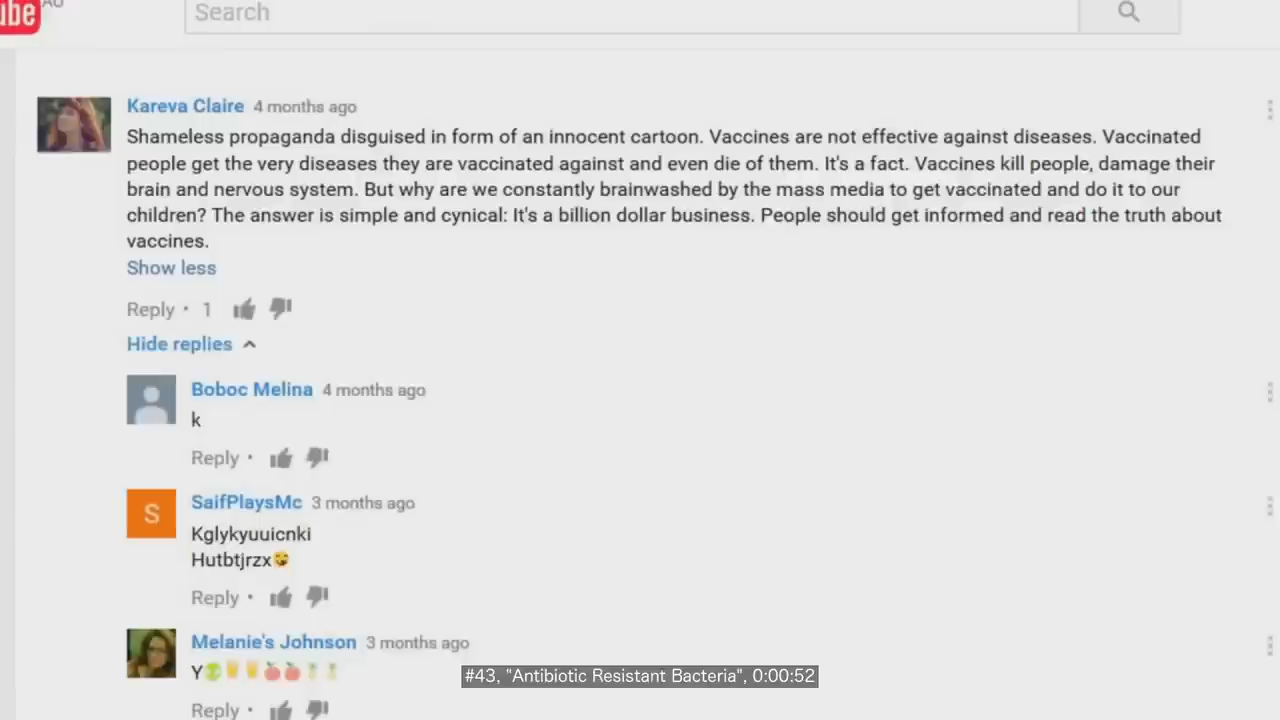 ube AU
Search
Kareva Claire 4 months ago
Shameless propaganda disguised in form of an innocent cartoon. Vaccines are not effective against diseases. Vaccinated
people get the very diseases they are vaccinated against and even die of them. It's a fact. Vaccines kill people, damage their
brain and nervous system. But why are we constantly brainwashed by the mass media to get vaccinated and do it to our
children? The answer is simple and cynical: It's a billion dollar business. People should get informed and read the truth about
vaccines.
Show less
Reply • 1
Hide replies
Boboc Melina 4 months ago
k
Reply •
S
SaifPlaysMc 3 months ago
Kglykyuuicnki
Hutbtjrzx
Reply •
Melanie's Johnson 3 months ago
Y
#43, "Antibiotic Resistant Bacteria", 0:00:52
Reply •